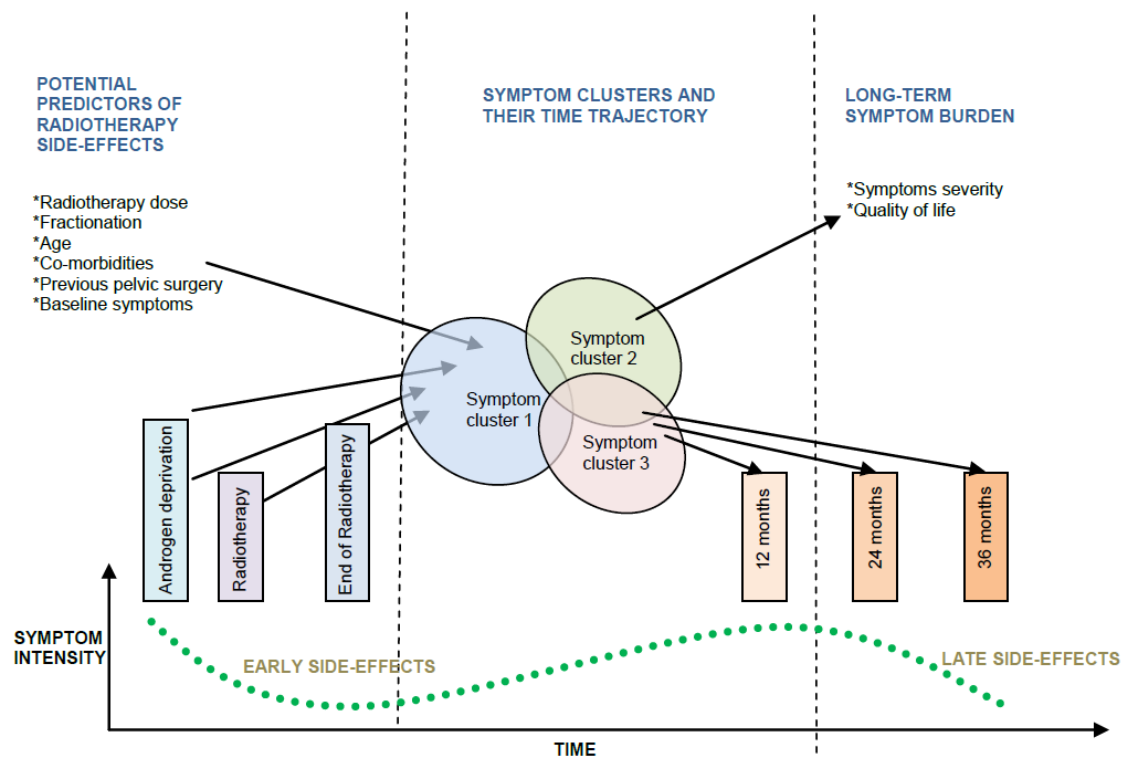 POTENTIAL
PREDICTORS OF
RADIOTHERAPY
SIDE-EFFECTS
*Radiotherapy dose
*Fractionation
*Age
*Co-morbidities
*Previous pelvic surgery
*Baseline symptoms
SYMPTOM CLUSTERS AND
THEIR TIME TRAJECTORY
LONG-TERM
SYMPTOM BURDEN
*Symptoms severity
*Quality of life
Symptom
cluster 1
Symptom
cluster 2
Symptom
cluster 3
Androgen deprivation
Radiotherapy
End of Radiotherapy
12 months
24 months
36 months
SYMPTOM
INTENSITY
EARLY SIDE-EFFECTS
LATE SIDE-EFFECTS
TIME